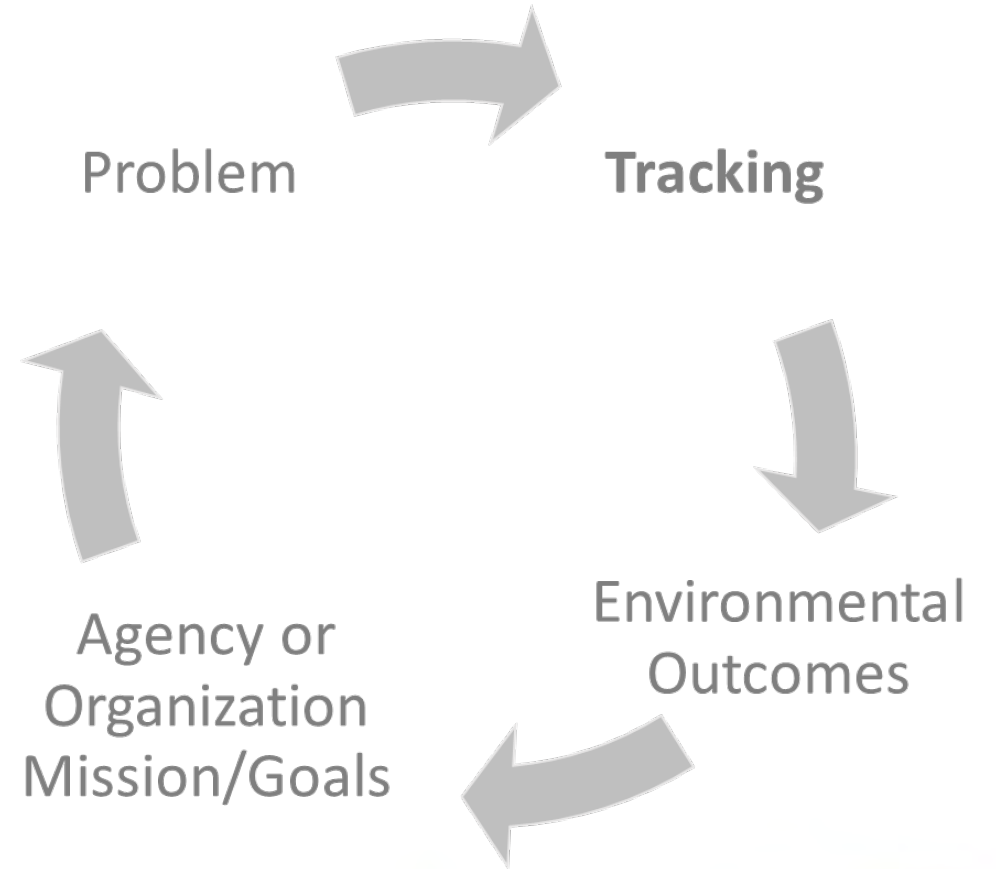 Problem
Tracking
Environmental
Outcomes
Agency or
Organization
Mission/Goals